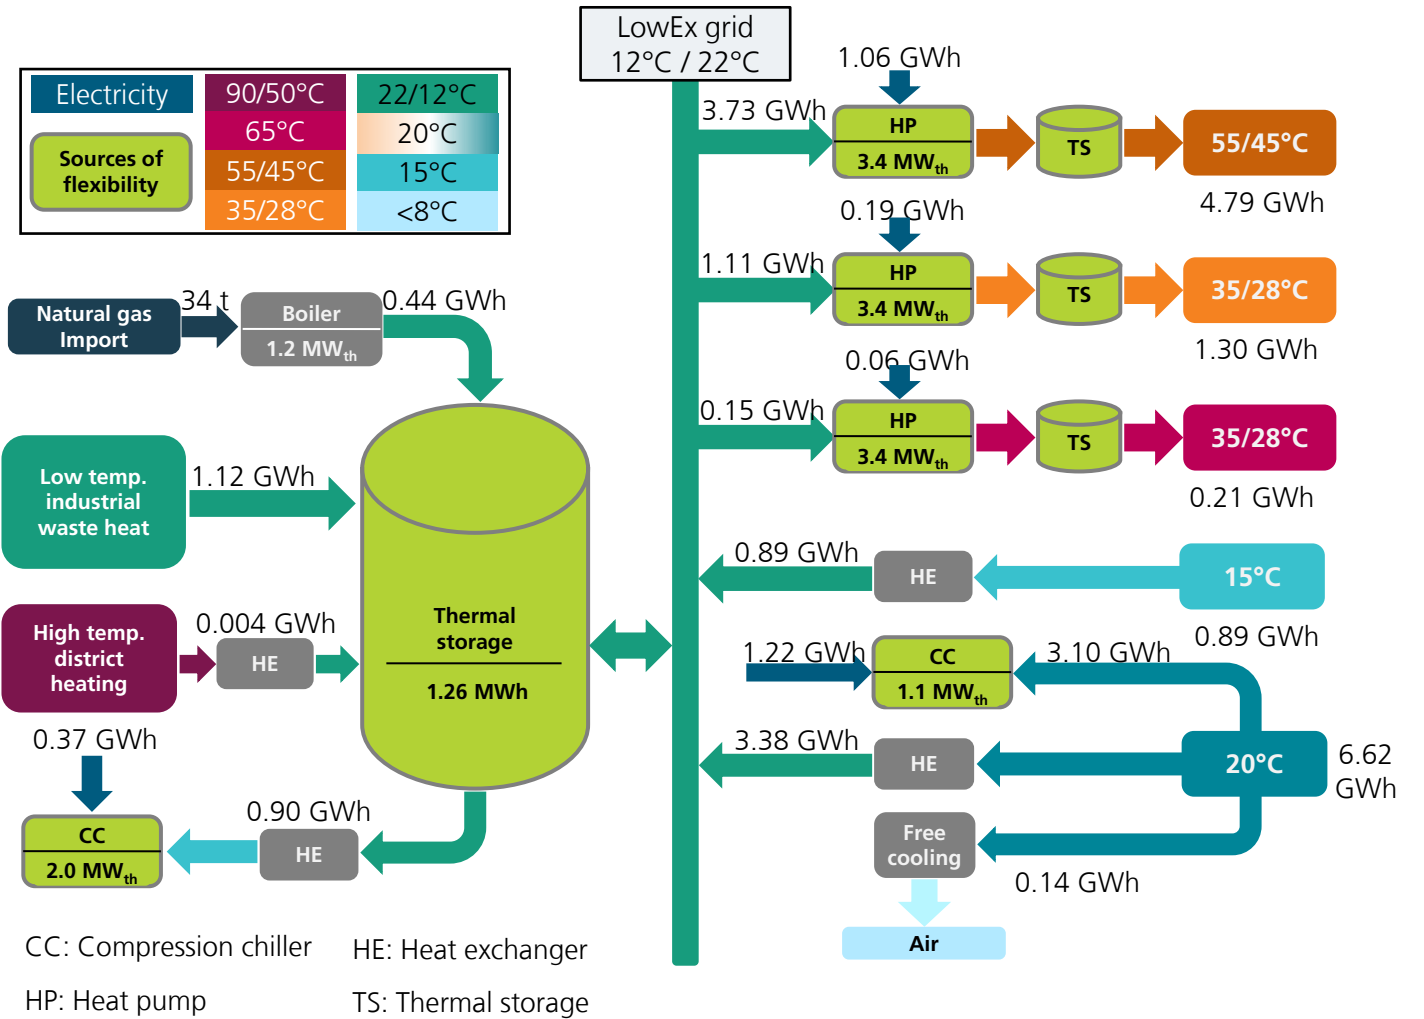 LowEx grid
12°C / 22°C
Electricity
90/50°C
22/12°C
65°C
20°C
Sources of
flexibility
55/45°C
15°C
35/28°C
<8°C
1.06 GWh
3.73 GWh
HP
3.4 MWth
TS
55/45°C
4.79 GWh
0.19 GWh
1.11 GWh
HP
3.4 MWth
TS
35/28°C
1.30 GWh
0.06 GWh
0.15 GWh
HP
3.4 MWth
TS
35/28°C
0.21 GWh
Natural gas
Import
34 t
Boiler
1.2 MWth
0.44 GWh
Low temp.
industrial
waste heat
1.12 GWh
High temp.
district
heating
0.004 GWh
HE
Thermal
storage
1.26 MWh
0.37 GWh
CC
2.0 MWth
0.90 GWh
HE
0.89 GWh
HE
15°C
0.89 GWh
1.22 GWh
CC
1.1 MWth
3.10 GWh
3.38 GWh
HE
20°C
6.62
GWh
Free
cooling
0.14 GWh
Air
CC: Compression chiller
HE: Heat exchanger
HP: Heat pump
TS: Thermal storage